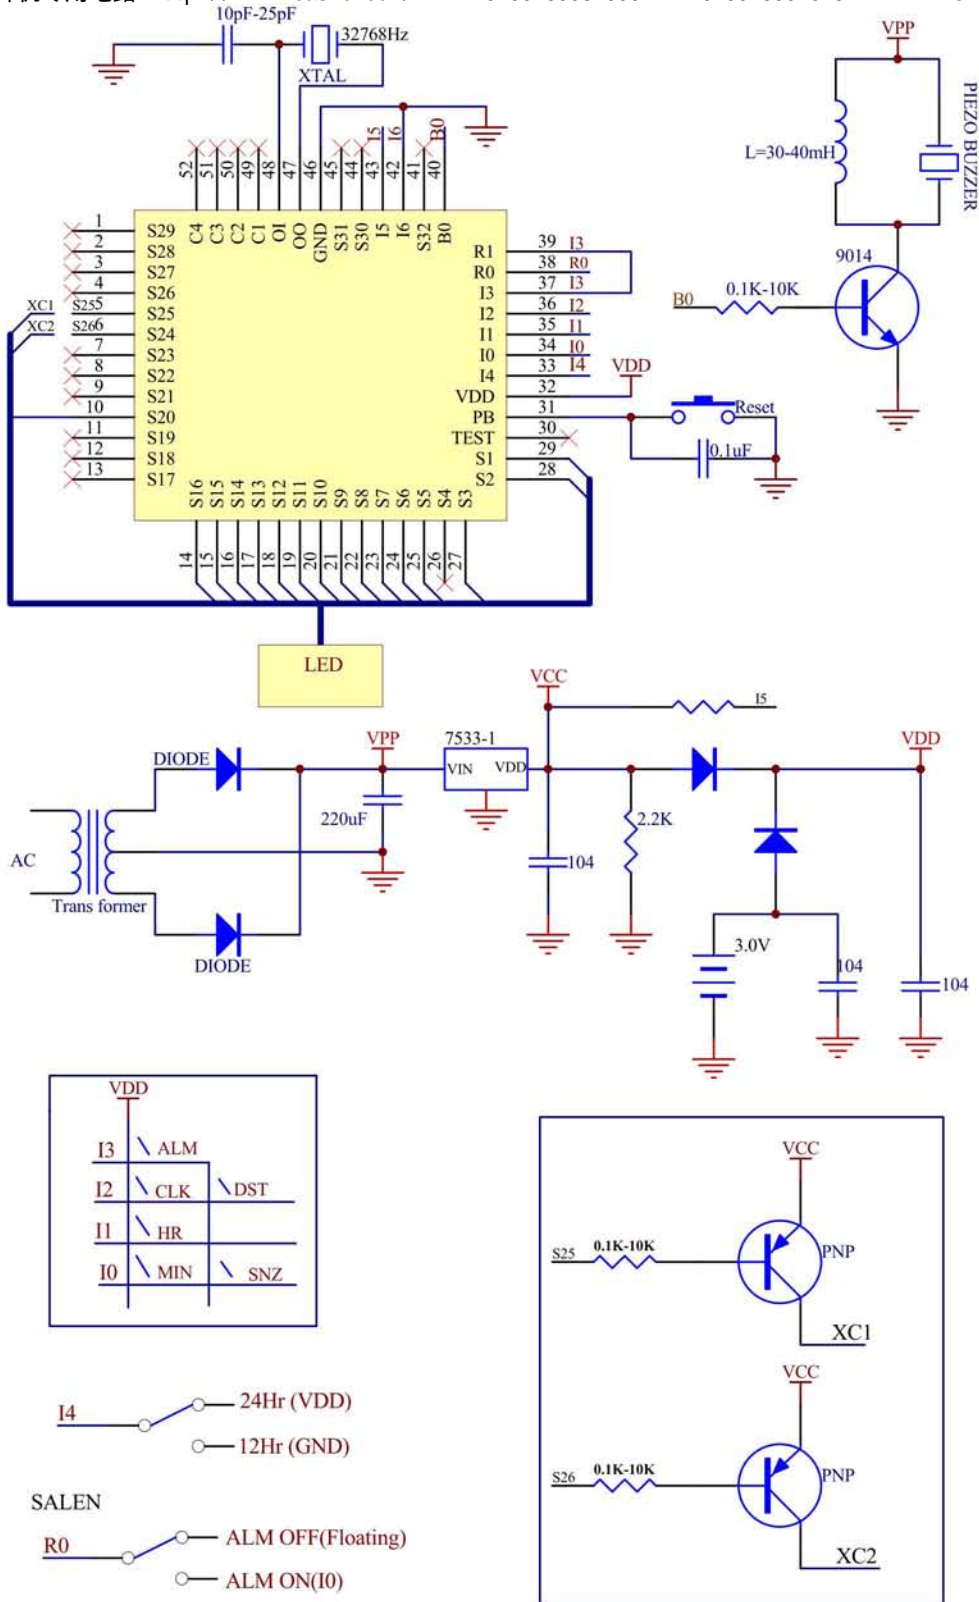 10pF-25pF
32768Hz
XTAL
VPP
L=30-40mH
PIEZO BUZZER
9014
B0
0.1K-10K
52
51
50
49
48
47
46
45
44
43
42
41
40
I5
I6
B0
C4
C3
C2
C1
OI
OO
GND
S31
S30
I5
I6
S32
B0
1 S29
2 S28
3 S27
4 S26
XC1 S25 5 S25
XC2 S26 6 S24
7 S23
8 S22
9 S21
10 S20
11 S19
12 S18
13 S17
R1 39 I3
R0 38 R0
I3 37 I3
I2 36 I2
I1 35 I1
I0 34 I0
I4 33 I4
VDD 32 VDD
PB 31
TEST 30
S1 29
S2 28
Reset
0.1uF
S16
S15
S14
S13
S12
S11
S10
S9
S8
S7
S6
S5
S4
S3
14
15
16
17
18
19
20
21
22
23
24
25
26
27
LED
VCC
I5
DIODE
VPP
7533-1
VIN VDD
VDD
220uF
104
2.2K
AC
Trans former
DIODE
3.0V
104
104
VDD
I3 ALM
I2 CLK DST
I1 HR
I0 MIN SNZ
VCC
S25 0.1K-10K PNP
XC1
VCC
S26 0.1K-10K PNP
XC2
I4
24Hr (VDD)
12Hr (GND)
SALEN
R0
ALM OFF(Floating)
ALM ON(I0)